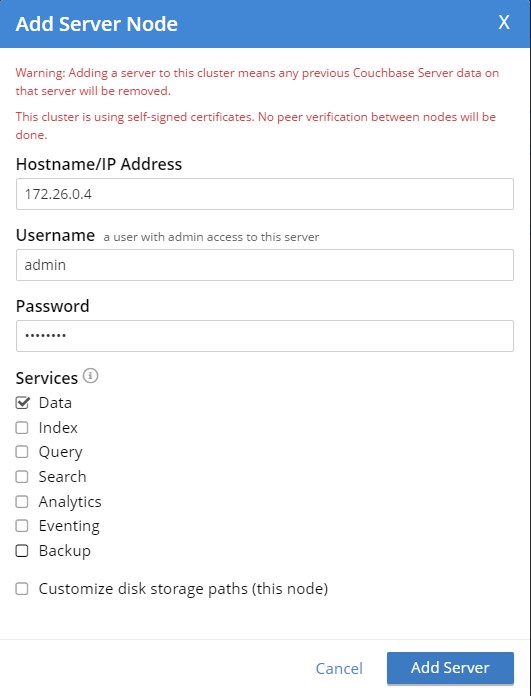 Add Server Node X
Warning: Adding a server to this cluster means any previous Couchbase Server data on
that server will be removed.
This cluster is using self-signed certificates. No peer verification between nodes will be
done.
Hostname/IP Address
172.26.0.4
Username a user with admin access to this server
admin
Password
••••••••
Services
Data
Index
Query
Search
Analytics
Eventing
Backup
Customize disk storage paths (this node)
Cancel Add Server